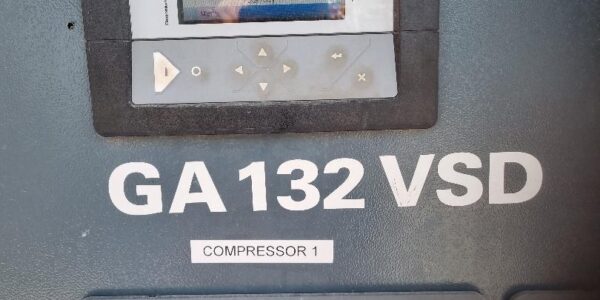 GA 132 VSD
COMPRESSOR 1